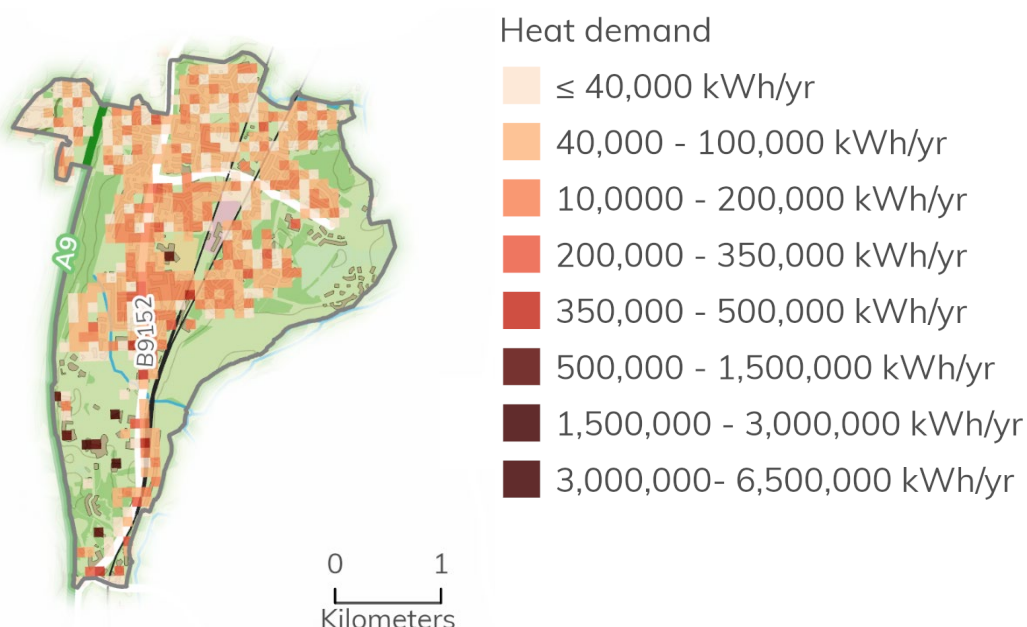 Heat demand
≤ 40,000 kWh/yr
40,000 - 100,000 kWh/yr
10,0000 - 200,000 kWh/yr
200,000 - 350,000 kWh/yr
350,000 - 500,000 kWh/yr
500,000 - 1,500,000 kWh/yr
1,500,000 - 3,000,000 kWh/yr
3,000,000- 6,500,000 kWh/yr
A9
B9152
0 1
Kilometers